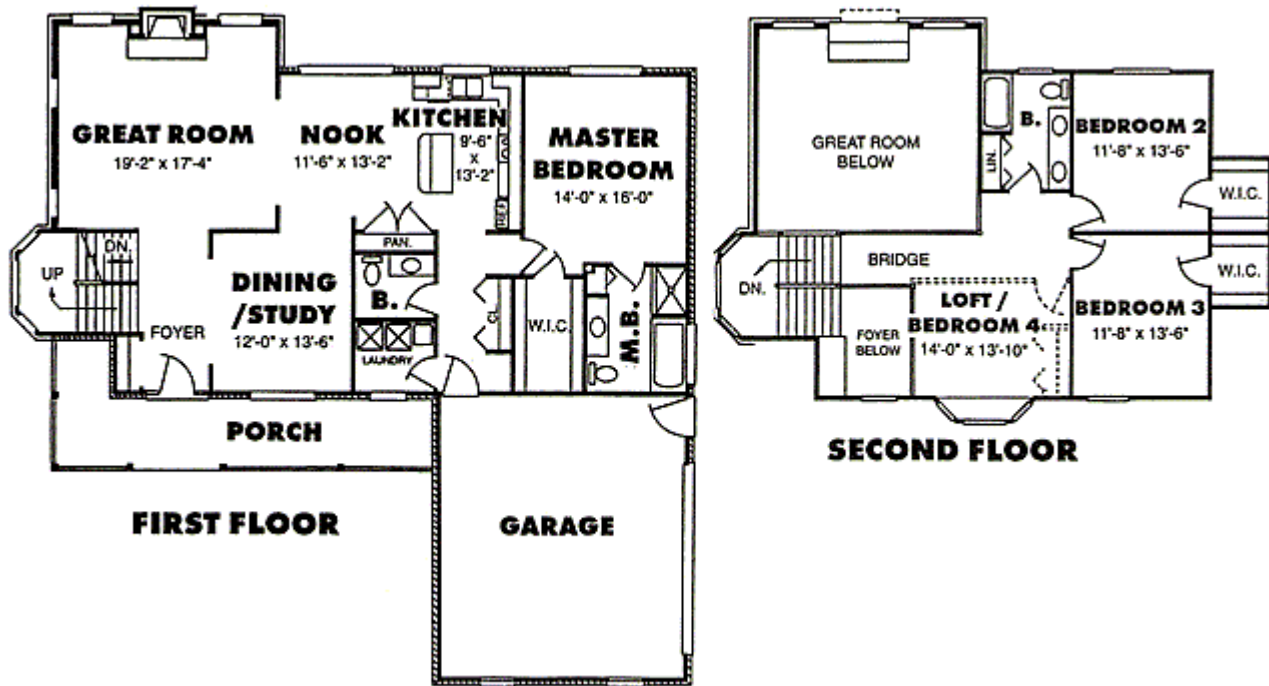 GREAT ROOM
19'-2" x 17'-4"
NOOK
11'-6" x 13'-2"
KITCHEN
9'-6"
x
13'-2"
REF.
MASTER
BEDROOM
14'-0" x 16'-0"
PAN.
DN.
UP
FOYER
DINING
/STUDY
12'-0" x 13'-6"
B.
LAUNDRY
CL.
W.I.C.
M.B.
PORCH
FIRST FLOOR
GARAGE
GREAT ROOM
BELOW
LIN.
B.
BEDROOM 2
11'-8" x 13'-6"
W.I.C.
W.I.C.
BRIDGE
DN.
FOYER
BELOW
LOFT /
BEDROOM 4
14'-0" x 13'-10"
BEDROOM 3
11'-8" x 13'-6"
SECOND FLOOR